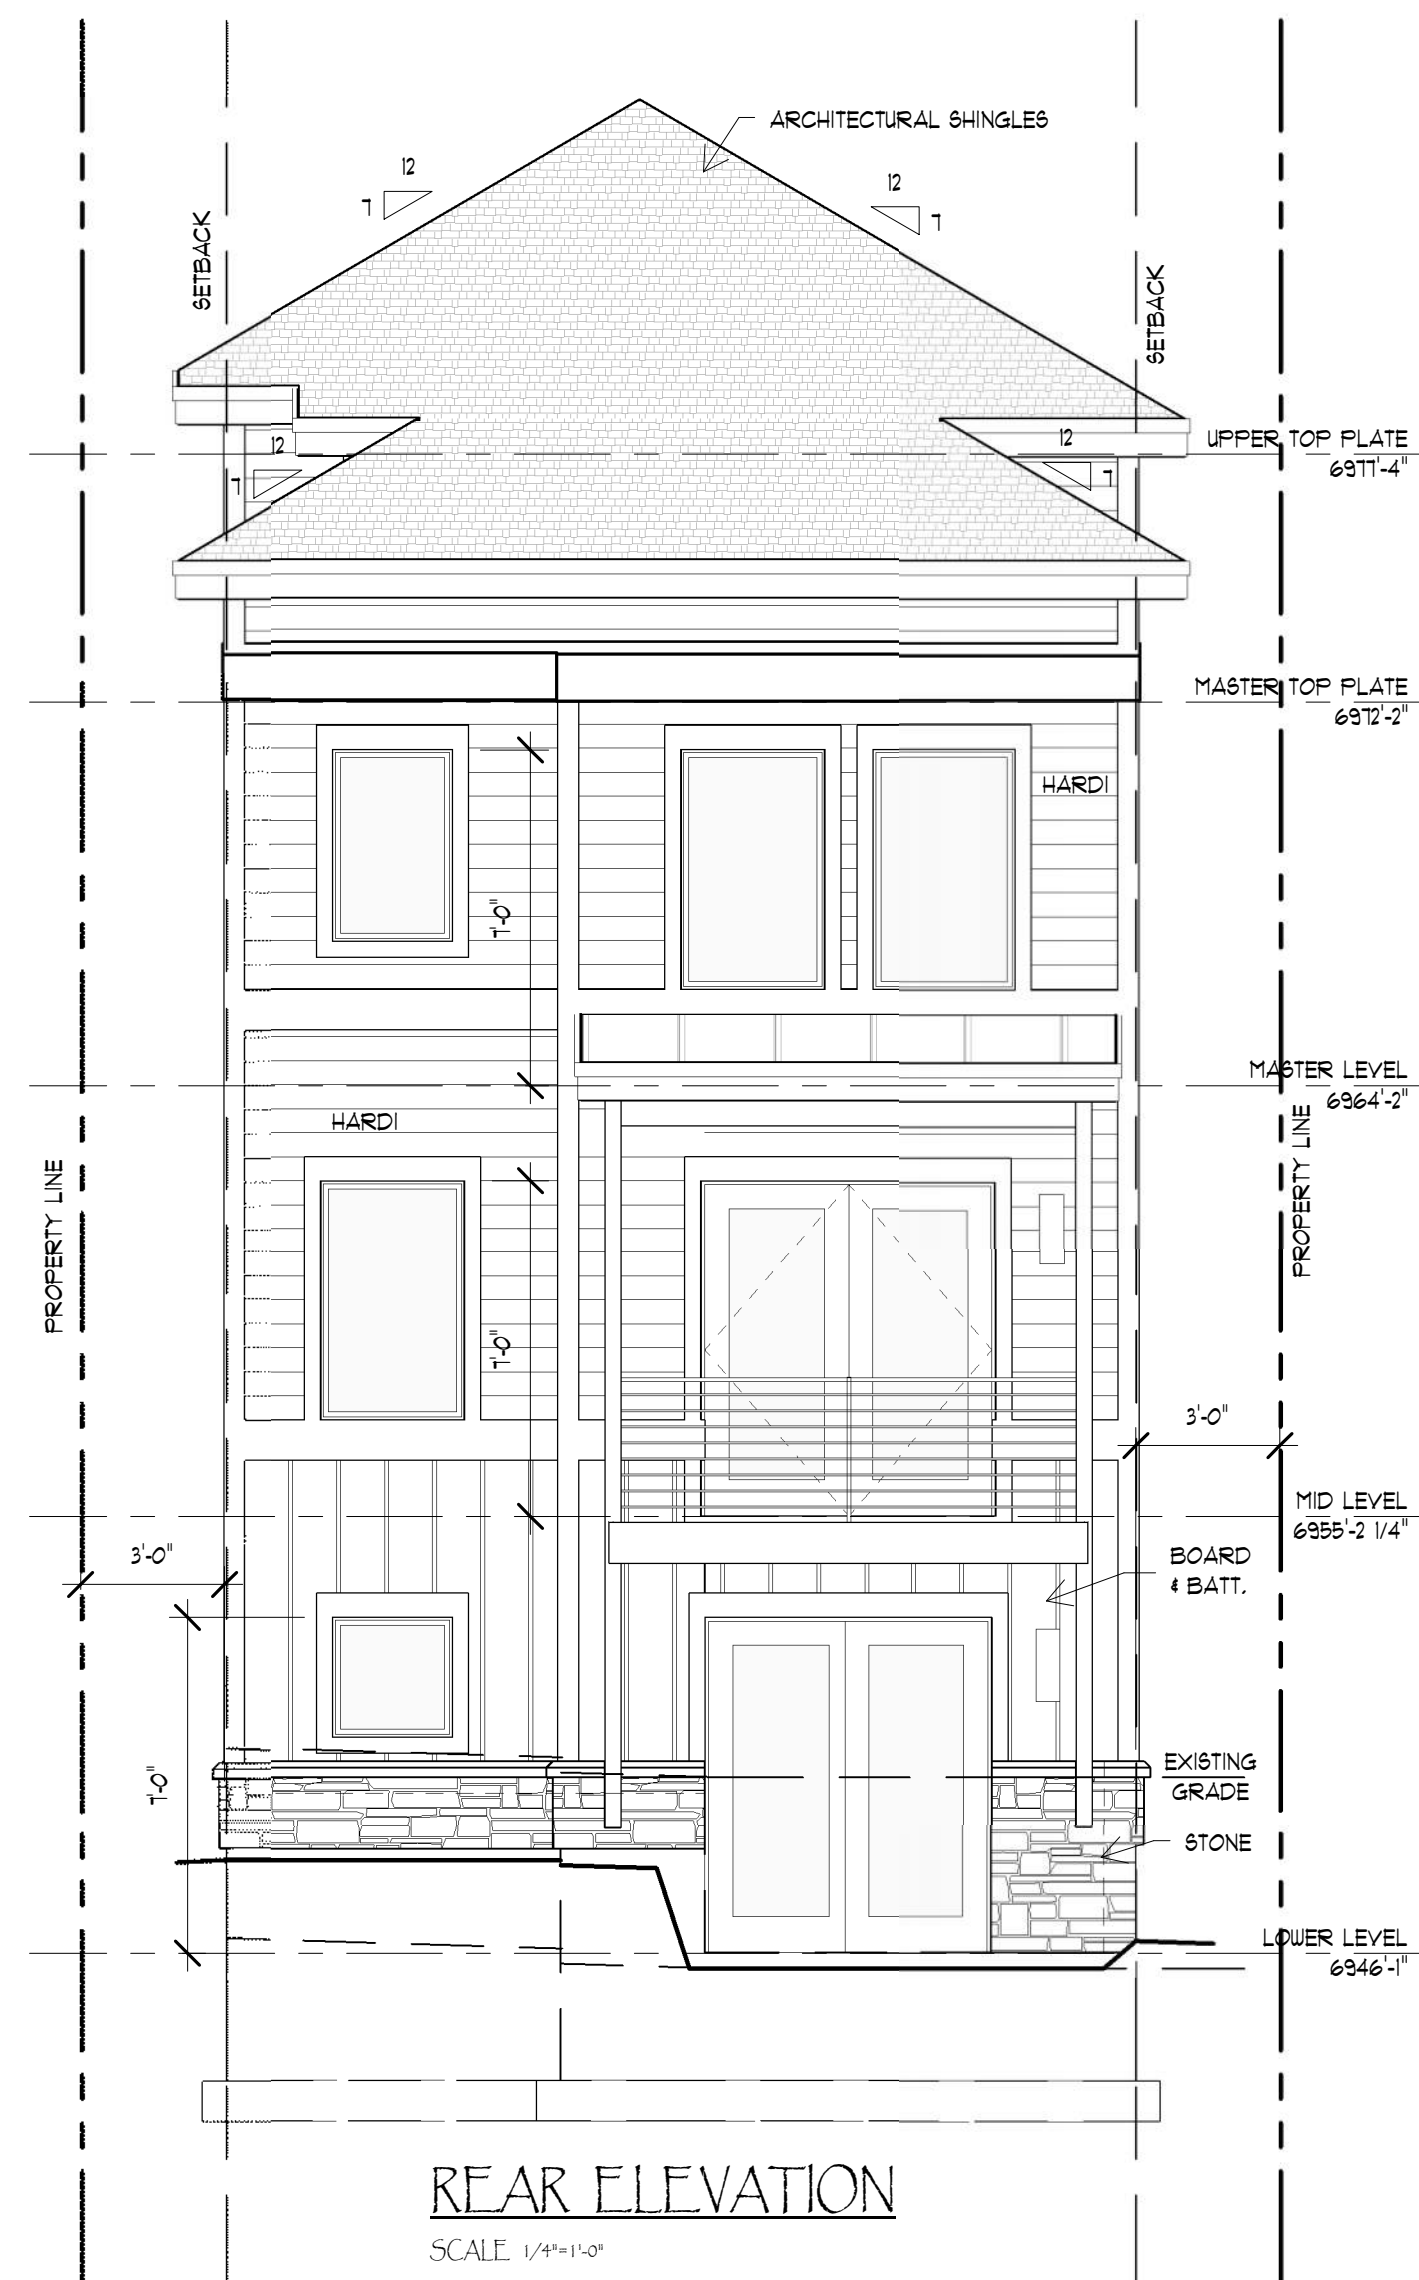 ARCHITECTURAL SHINGLES
12
7
12
7
SETBACK
SETBACK
12
7
12
7
UPPER TOP PLATE
6977'-4"
MASTER TOP PLATE
6972'-2"
HARDI
7'-0"
MASTER LEVEL
6964'-2"
HARDI
PROPERTY LINE
PROPERTY LINE
7'-0"
3'-0"
MID LEVEL
6955'-2 1/4"
3'-0"
BOARD
& BATT.
7'-0"
EXISTING
GRADE
STONE
LOWER LEVEL
6946'-1"
REAR ELEVATION
SCALE 1/4"=1'-0"